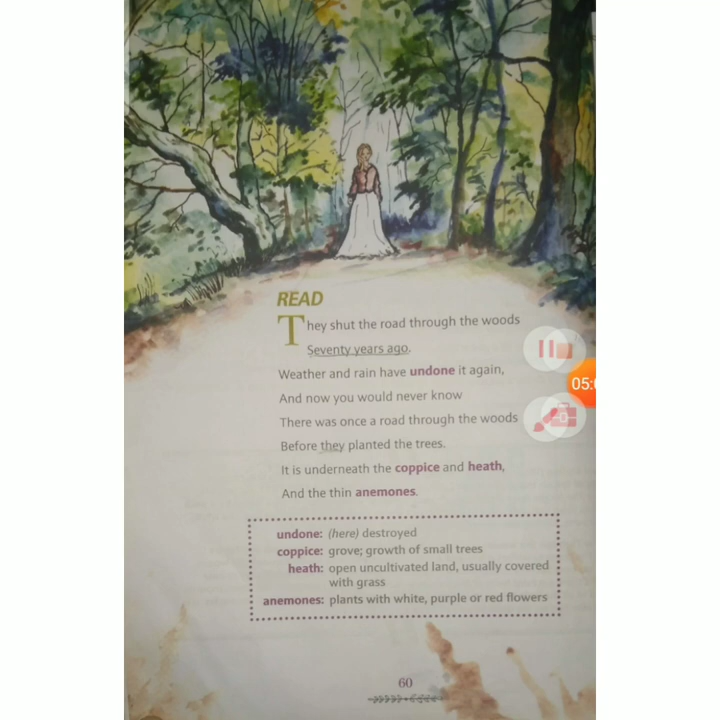 READ
They shut the road through the woods
Seventy years ago.
Weather and rain have undone it again,
And now you would never know
There was once a road through the woods
Before they planted the trees.
It is underneath the coppice and heath,
And the thin anemones.
undone: (here) destroyed
coppice: grove; growth of small trees
heath: open uncultivated land, usually covered
with grass
anemones: plants with white, purple or red flowers
60